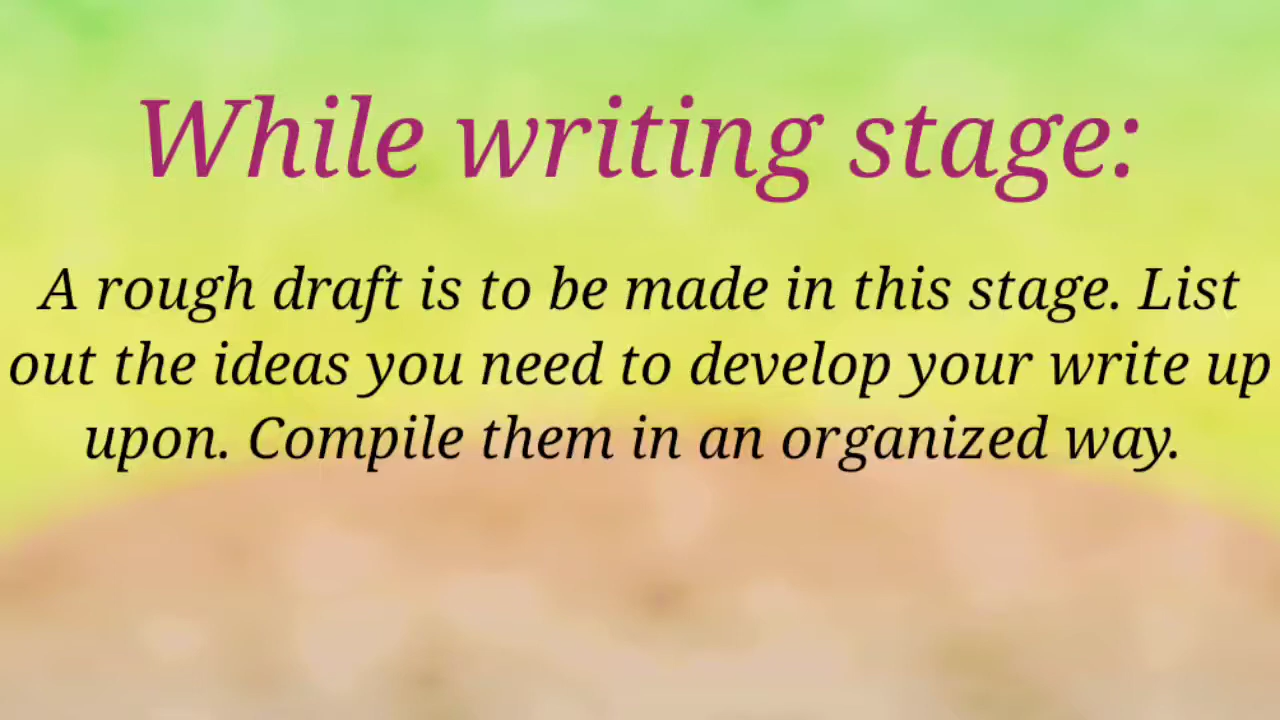 While writing stage:
A rough draft is to be made in this stage. List
out the ideas you need to develop your write up
upon. Compile them in an organized way.